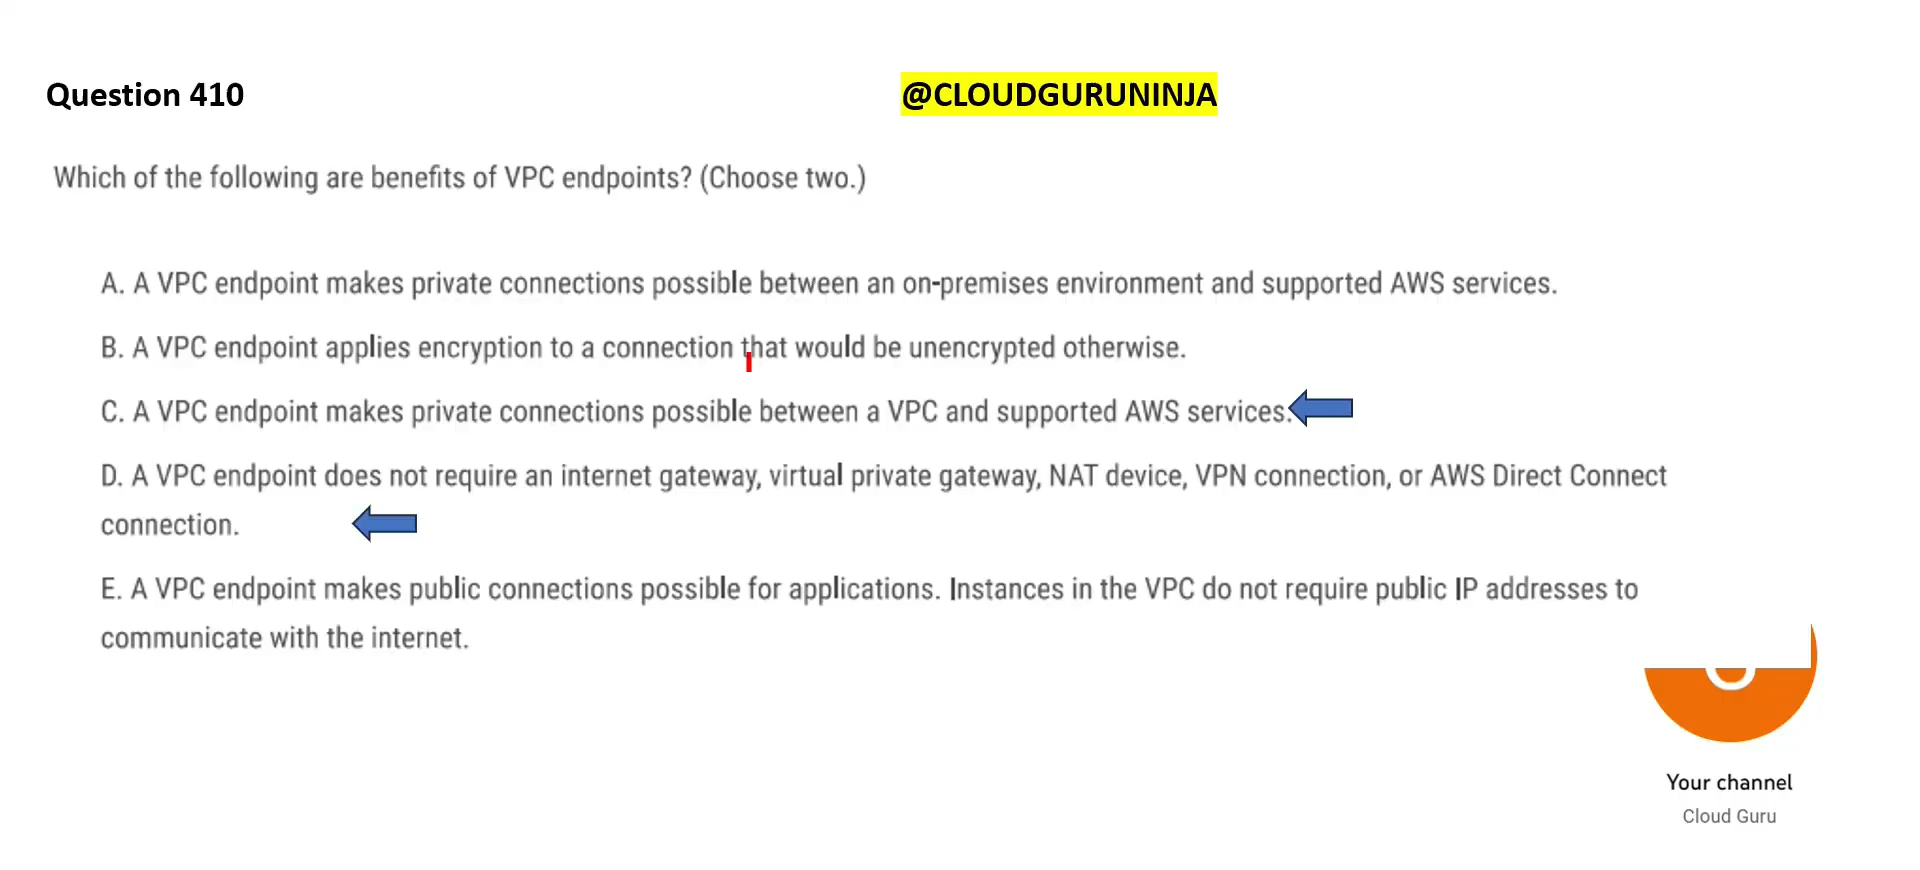 Question 410
@CLOUDGURUNINJA
Which of the following are benefits of VPC endpoints? (Choose two.)
A. A VPC endpoint makes private connections possible between an on-premises environment and supported AWS services.
B. A VPC endpoint applies encryption to a connection that would be unencrypted otherwise.
C. A VPC endpoint makes private connections possible between a VPC and supported AWS services.
D. A VPC endpoint does not require an internet gateway, virtual private gateway, NAT device, VPN connection, or AWS Direct Connect
connection.
E. A VPC endpoint makes public connections possible for applications. Instances in the VPC do not require public IP addresses to
communicate with the internet.
Your channel
Cloud Guru